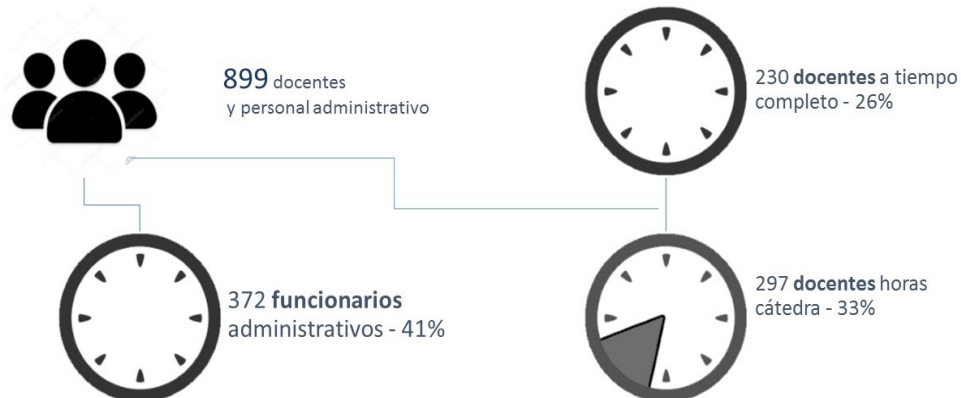 899 docentes
y personal administrativo
230 docentes a tiempo
completo - 26%
372 funcionarios
administrativos - 41%
297 docentes horas
cátedra - 33%